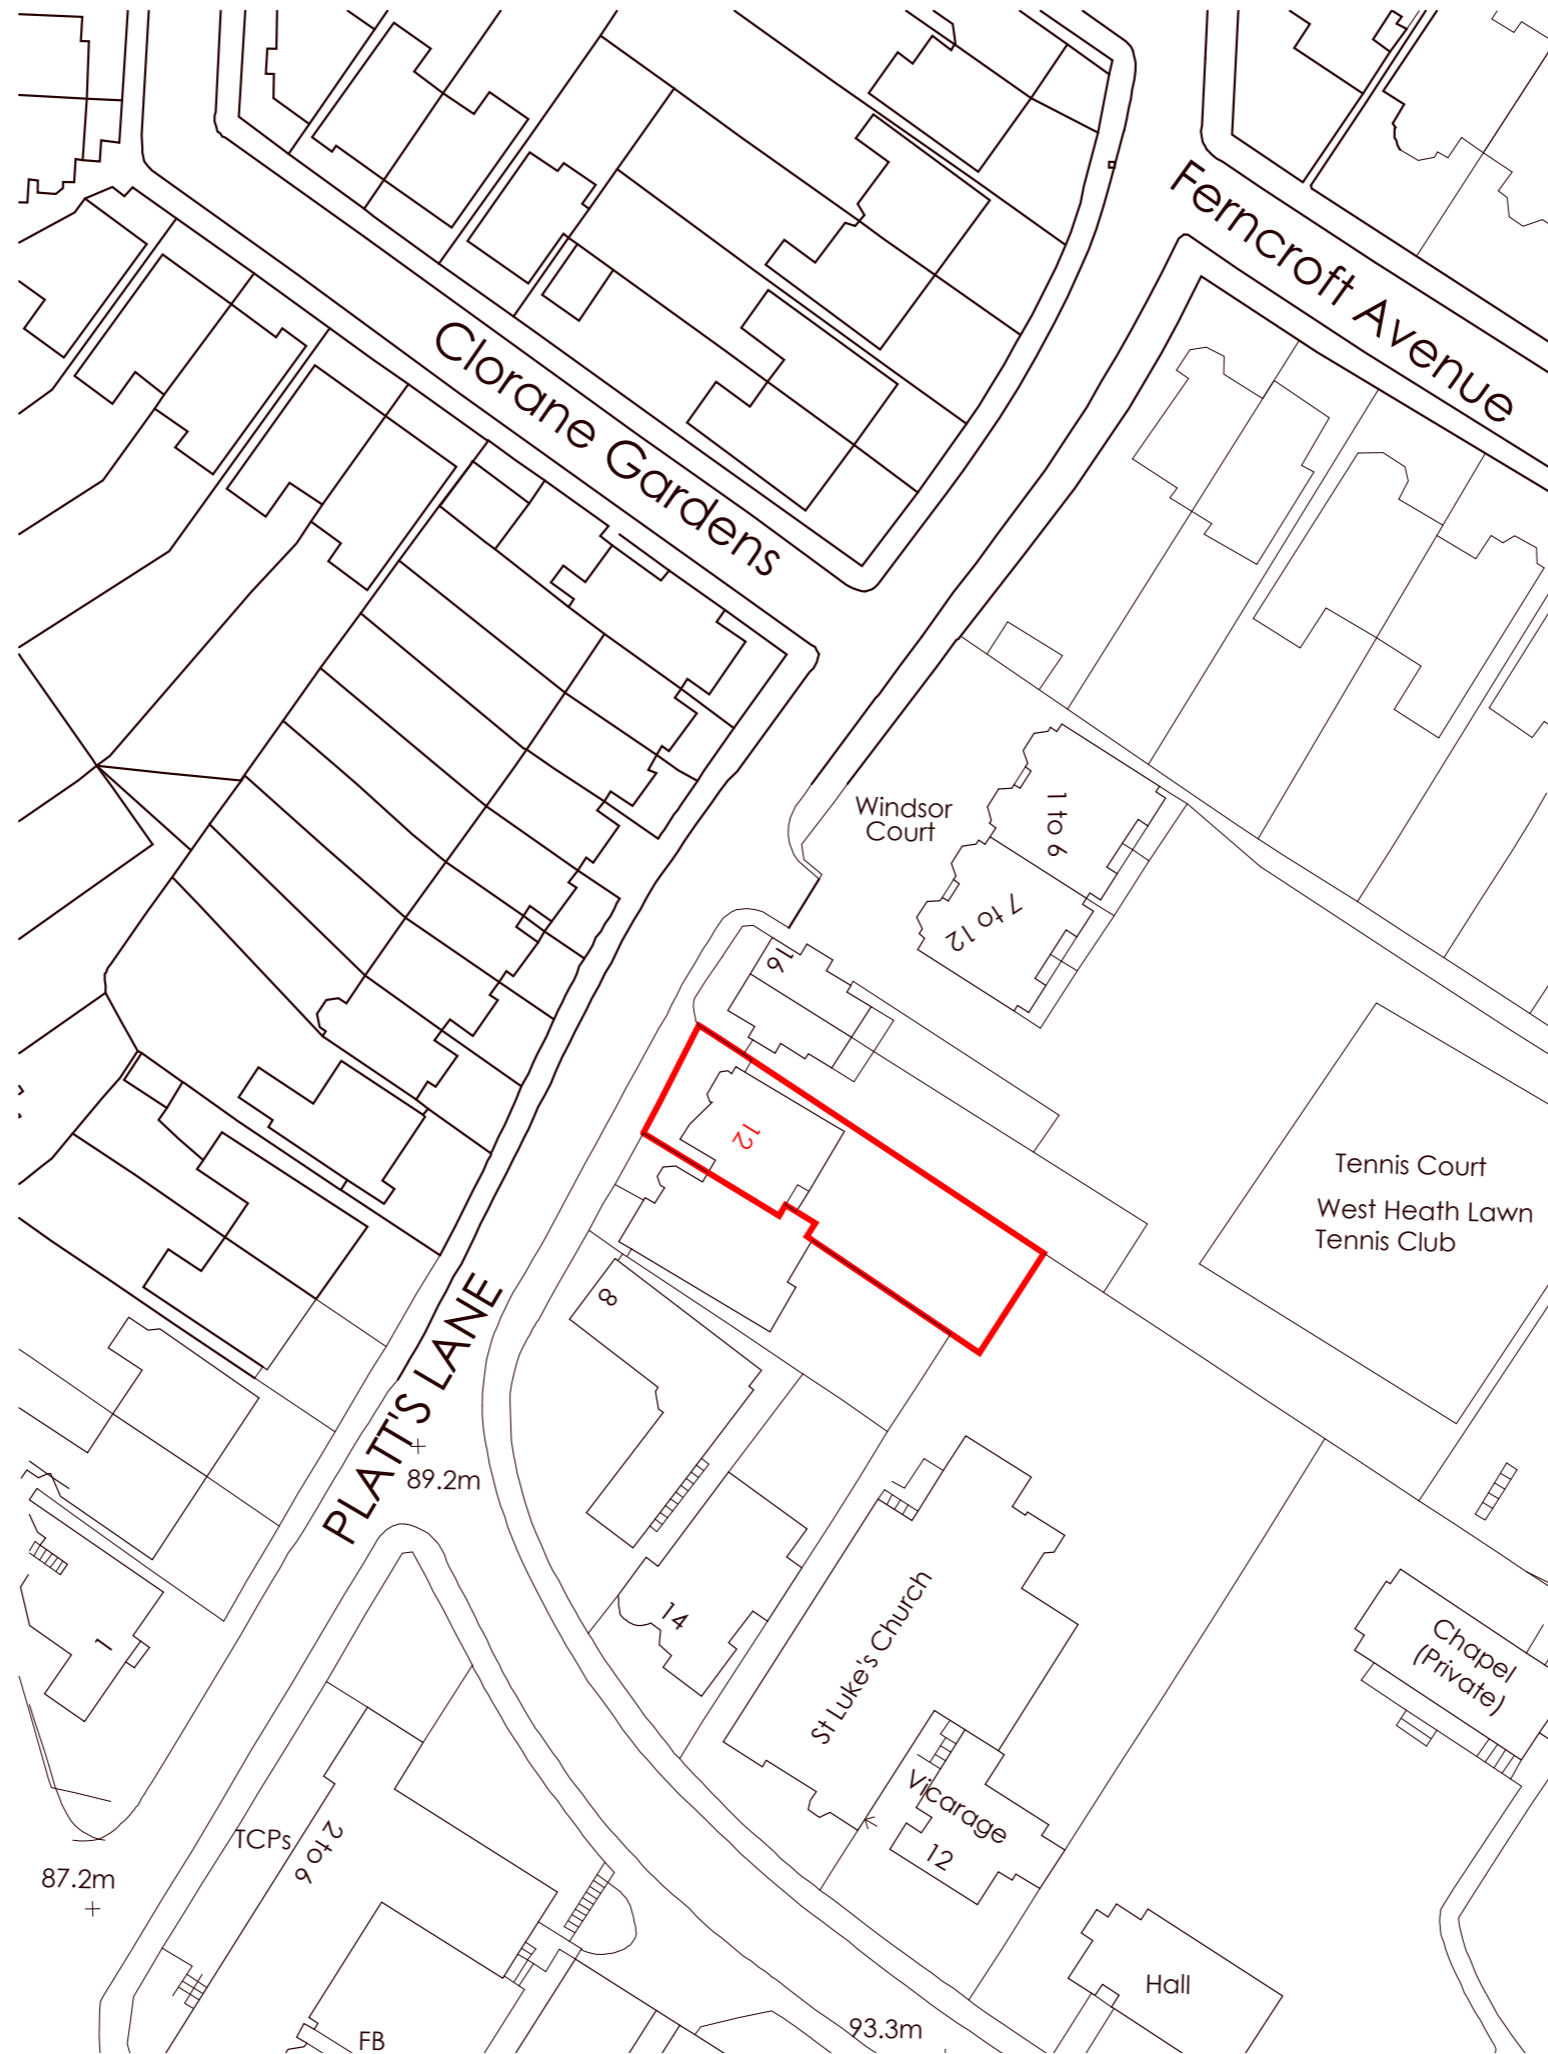 Ferncroft Avenue
Clorane Gardens
Windsor
Court
1 to 6
7 to 12
16
12
Tennis Court
West Heath Lawn
Tennis Club
8
PLATT'S LANE
89.2m
14
St Luke's Church
Chapel
(Private)
1
Vicarage
12
TCPs
2 to 6
87.2m
Hall
93.3m
FB